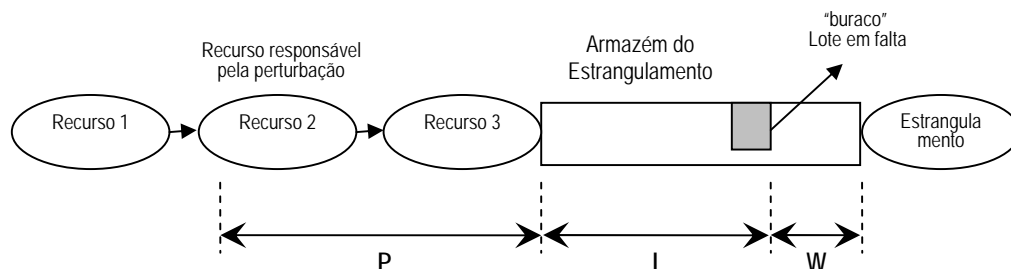 “buraco”
Lote em falta
Recurso responsável
pela perturbação
Armazém do
Estrangulamento
Recurso 1
Recurso 2
Recurso 3
Estrangula
mento
P
I
W